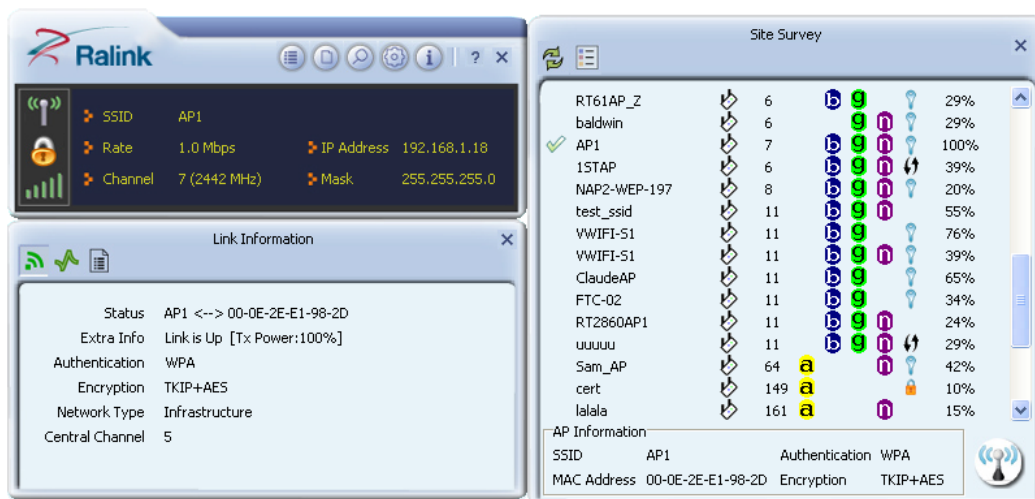 Ralink
?
SSID AP1
Rate 1.0 Mbps IP Address 192.168.1.18
Channel 7 (2442 MHz) Mask 255.255.255.0
Link Information
Status AP1 <--> 00-0E-2E-E1-98-2D
Extra Info Link is Up [Tx Power:100%]
Authentication WPA
Encryption TKIP+AES
Network Type Infrastructure
Central Channel 5
Site Survey
RT61AP_Z 6 b g 29%
baldwin 6 g n 29%
AP1 7 b g n 100%
1STAP 6 b g n 39%
NAP2-WEP-197 8 b g n 20%
test_ssid 11 b g n 55%
VWIFI-S1 11 b g 76%
VWIFI-S1 11 b g n 39%
ClaudeAP 11 b g 65%
FTC-02 11 b g 34%
RT2860AP1 11 b g n 24%
uuuuu 11 b g n 29%
Sam_AP 64 a n 42%
cert 149 a 10%
lalala 161 a n 15%
AP Information
SSID AP1 Authentication WPA
MAC Address 00-0E-2E-E1-98-2D Encryption TKIP+AES